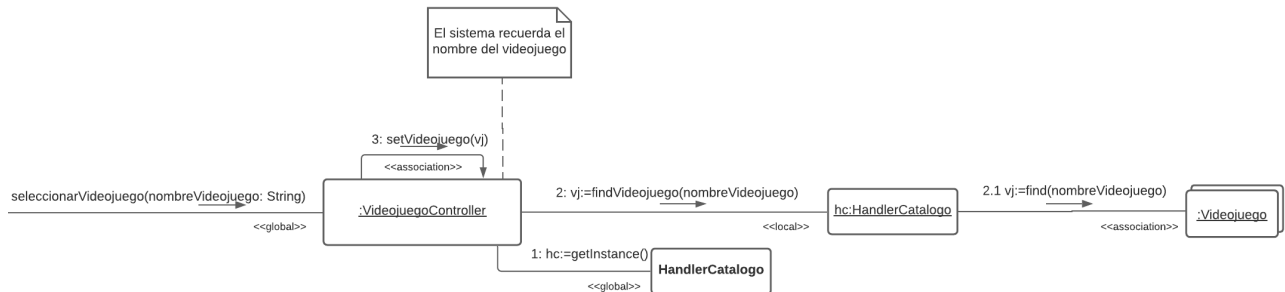 El sistema recuerda el
nombre del videojuego
3: setVideojuego(vj)
<<association>>
seleccionarVideojuego(nombreVideojuego: String)
<<global>>
:VideojuegoController
2: vj:=findVideojuego(nombreVideojuego)
<<local>>
hc:HandlerCatalogo
2.1 vj:=find(nombreVideojuego)
<<association>>
:Videojuego
1: hc:=getInstance()
<<global>>
HandlerCatalogo